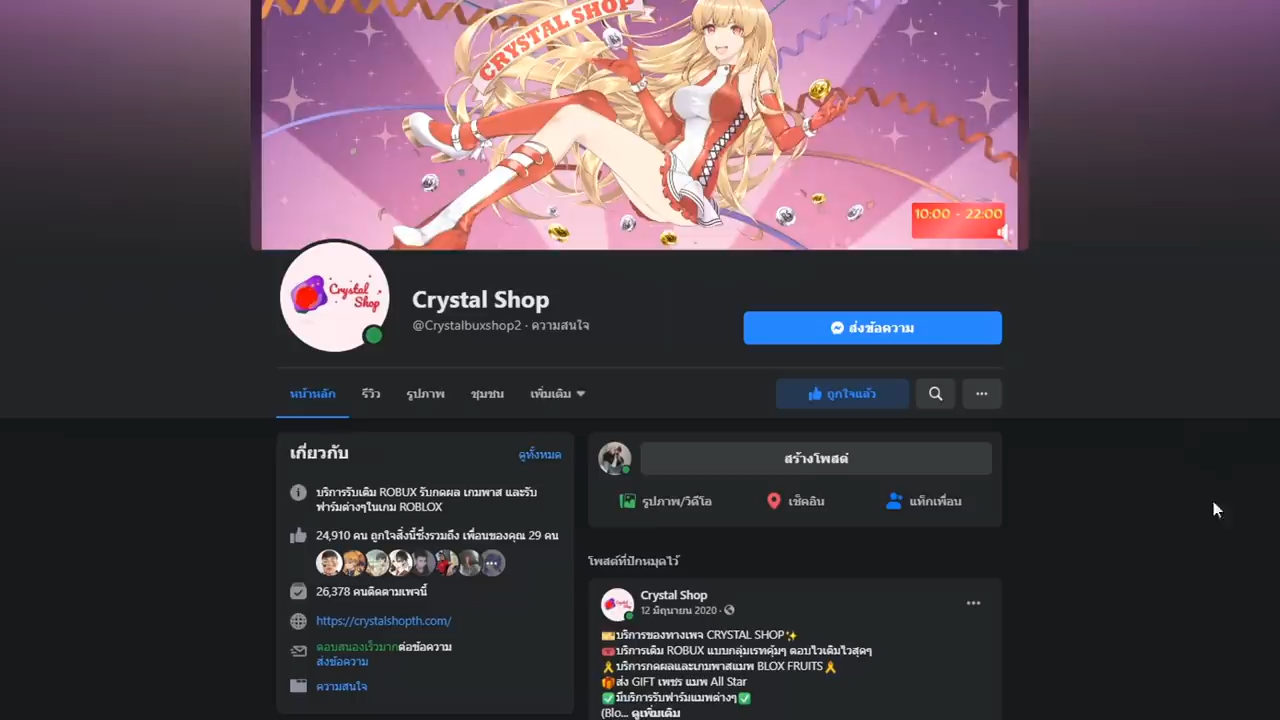 CRYSTAL SHOP
10:00 - 22:00
Crystal Shop
Crystal Shop
@Crystalbuxshop2 · ความสนใจ
ส่งข้อความ
หน้าหลัก รีวิว รูปภาพ ชุมชน เพิ่มเติม
ถูกใจแล้ว
เกี่ยวกับ ดูทั้งหมด
บริการรับเติม ROBUX รับกดผล เกมพาส และรับ
ฟาร์มต่างๆในเกม ROBLOX
24,910 คน ถูกใจสิ่งนี้ซึ่งรวมถึง เพื่อนของคุณ 29 คน
26,378 คนติดตามเพจนี้
https://crystalshopth.com/
ตอบสนองเร็วมากต่อข้อความ
ส่งข้อความ
ความสนใจ
สร้างโพสต์
รูปภาพ/วิดีโอ เช็คอิน แท็กเพื่อน
โพสต์ที่ปักหมุดไว้
Crystal Shop
12 มิถุนายน 2020 ·
บริการของทางเพจ CRYSTAL SHOP✨
🎟️บริการเติม ROBUX แบบกลุ่มเรทคุ้มๆ ตอบไวเติมไวสุดๆ
🎗️บริการกดผลและเกมพาสแมพ BLOX FRUITS🎗️
🎁ส่ง GIFT เพชร แมพ All Star
✅มีบริการรับฟาร์มแมพต่างๆ✅
(Blo... ดูเพิ่มเติม